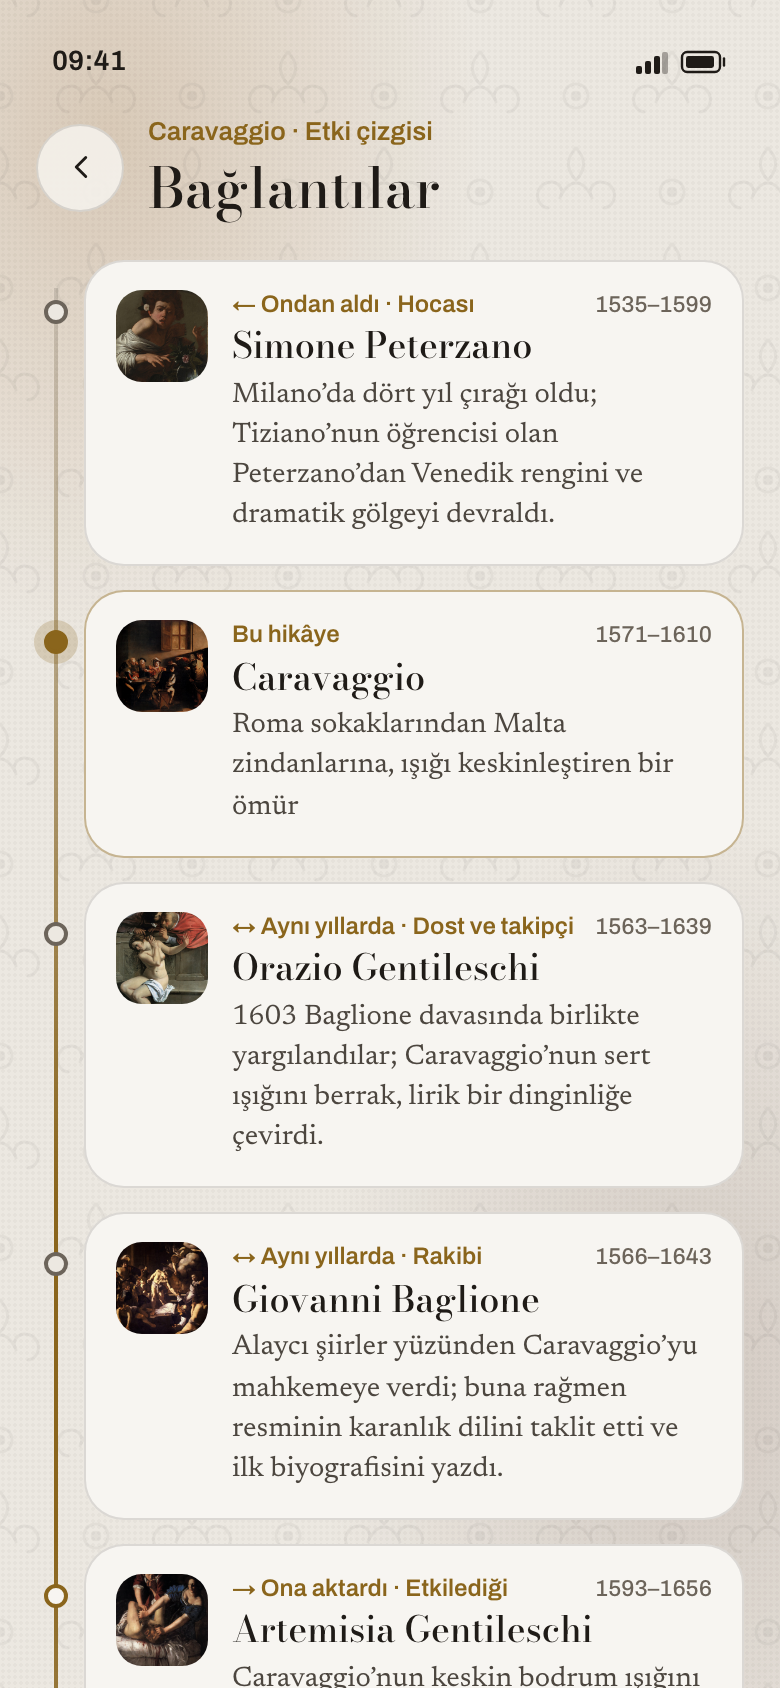 09:41
Caravaggio · Etki çizgisi
Bağlantılar
← Ondan aldı · Hocası 1535–1599
Simone Peterzano
Milano’da dört yıl çırağı oldu;
Tiziano’nun öğrencisi olan
Peterzano’dan Venedik rengini ve
dramatik gölgeyi devraldı.
Bu hikâye 1571–1610
Caravaggio
Roma sokaklarından Malta
zindanlarına, ışığı keskinleştiren bir
ömür
↔ Aynı yıllarda · Dost ve takipçi 1563–1639
Orazio Gentileschi
1603 Baglione davasında birlikte
yargılandılar; Caravaggio’nun sert
ışığını berrak, lirik bir dinginliğe
çevirdi.
↔ Aynı yıllarda · Rakibi 1566–1643
Giovanni Baglione
Alaycı şiirler yüzünden Caravaggio’yu
mahkemeye verdi; buna rağmen
resminin karanlık dilini taklit etti ve
ilk biyografisini yazdı.
→ Ona aktardı · Etkilediği 1593–1656
Artemisia Gentileschi
Caravaggio’nun keskin bodrum ışığını